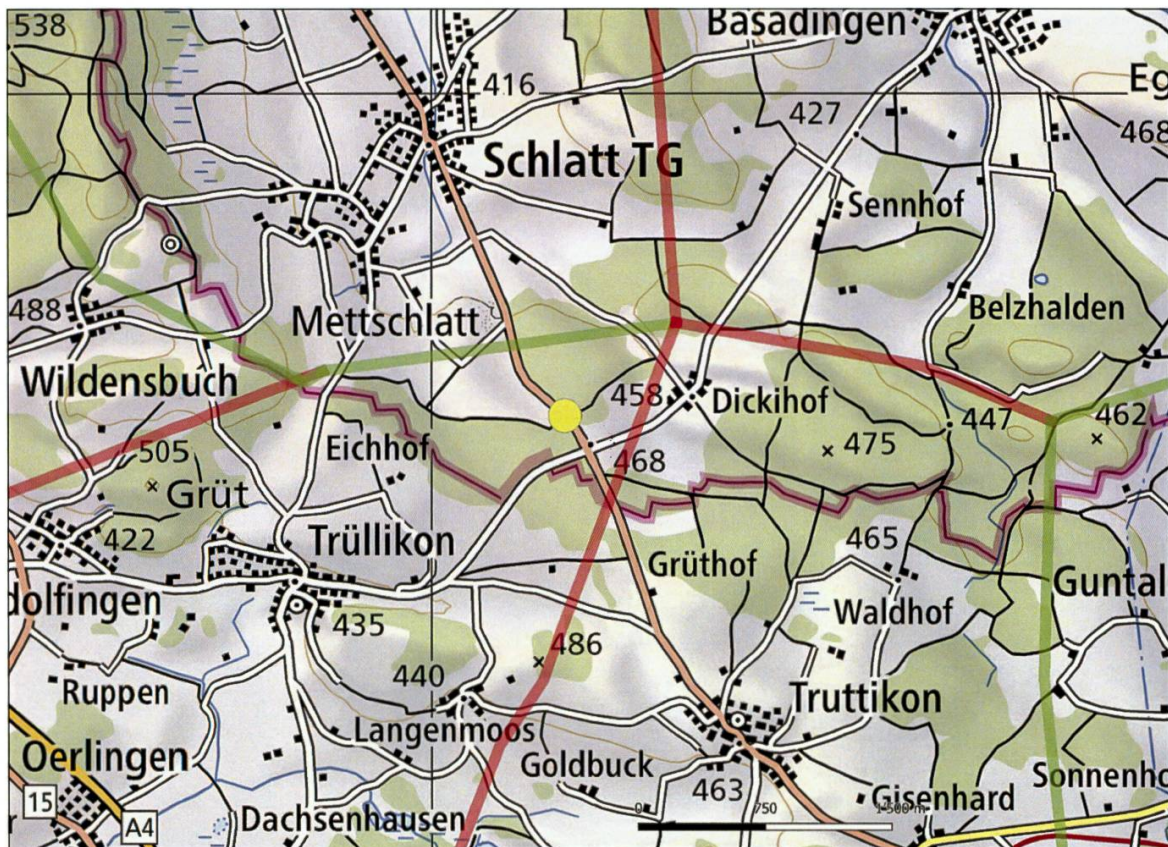 538
Basadingen
416
427
Eg
468
Schlatt TG
Sennhof
488
Mettschlatt
Belzhalden
Wildensbuch
458
Dickihof
447
462
505
Eichhof
475
468
Grüt
422
Trüllikon
465
Grüthof
Guntal
dolfingen
435
Waldhof
486
440
Ruppen
Truttikon
Langenmoos
Oerlingen
Goldbuck
463
Sonnenho
Gisenhard
15
A4
r
Dachsenhausen
0 750 1'500 m